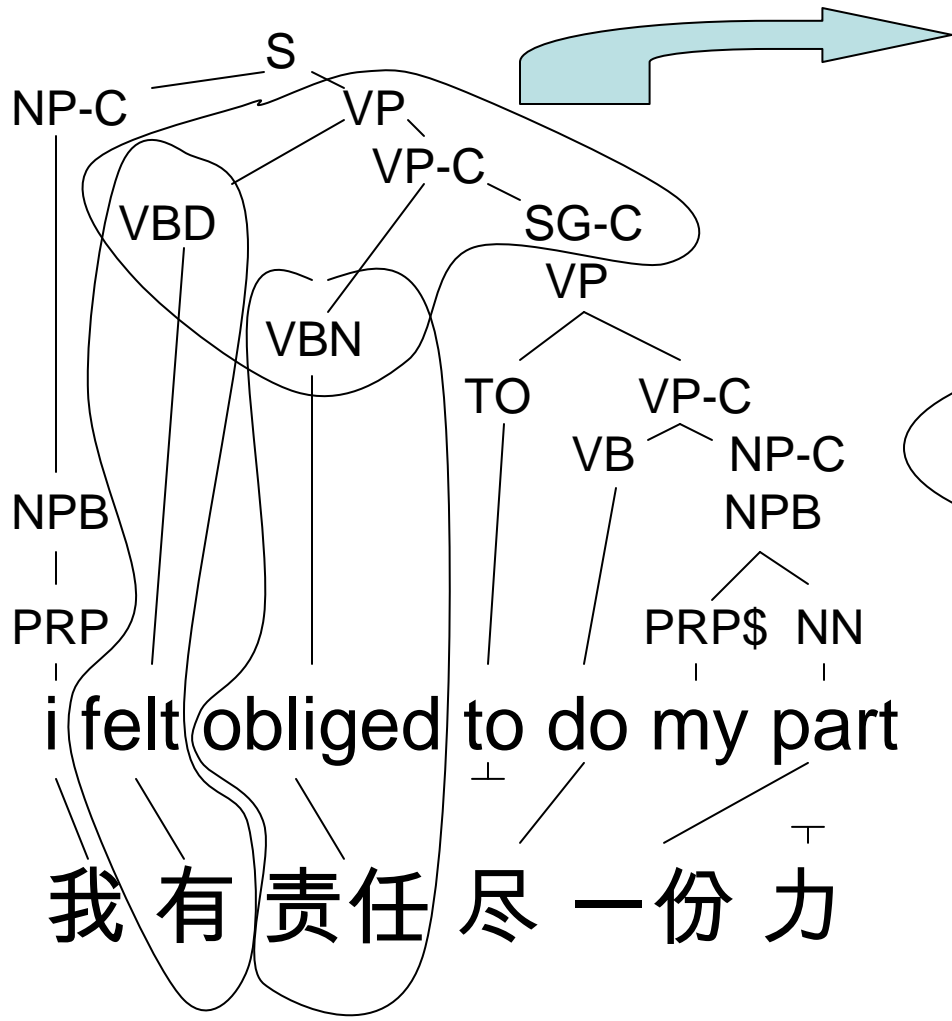 S
NP-C VP
VP-C
VBD SG-C
VP
VBN
TO VP-C
VB NP-C
NPB NPB
PRP PRP$ NN
i felt obliged to do my part
我 有 责任 尽 一份 力